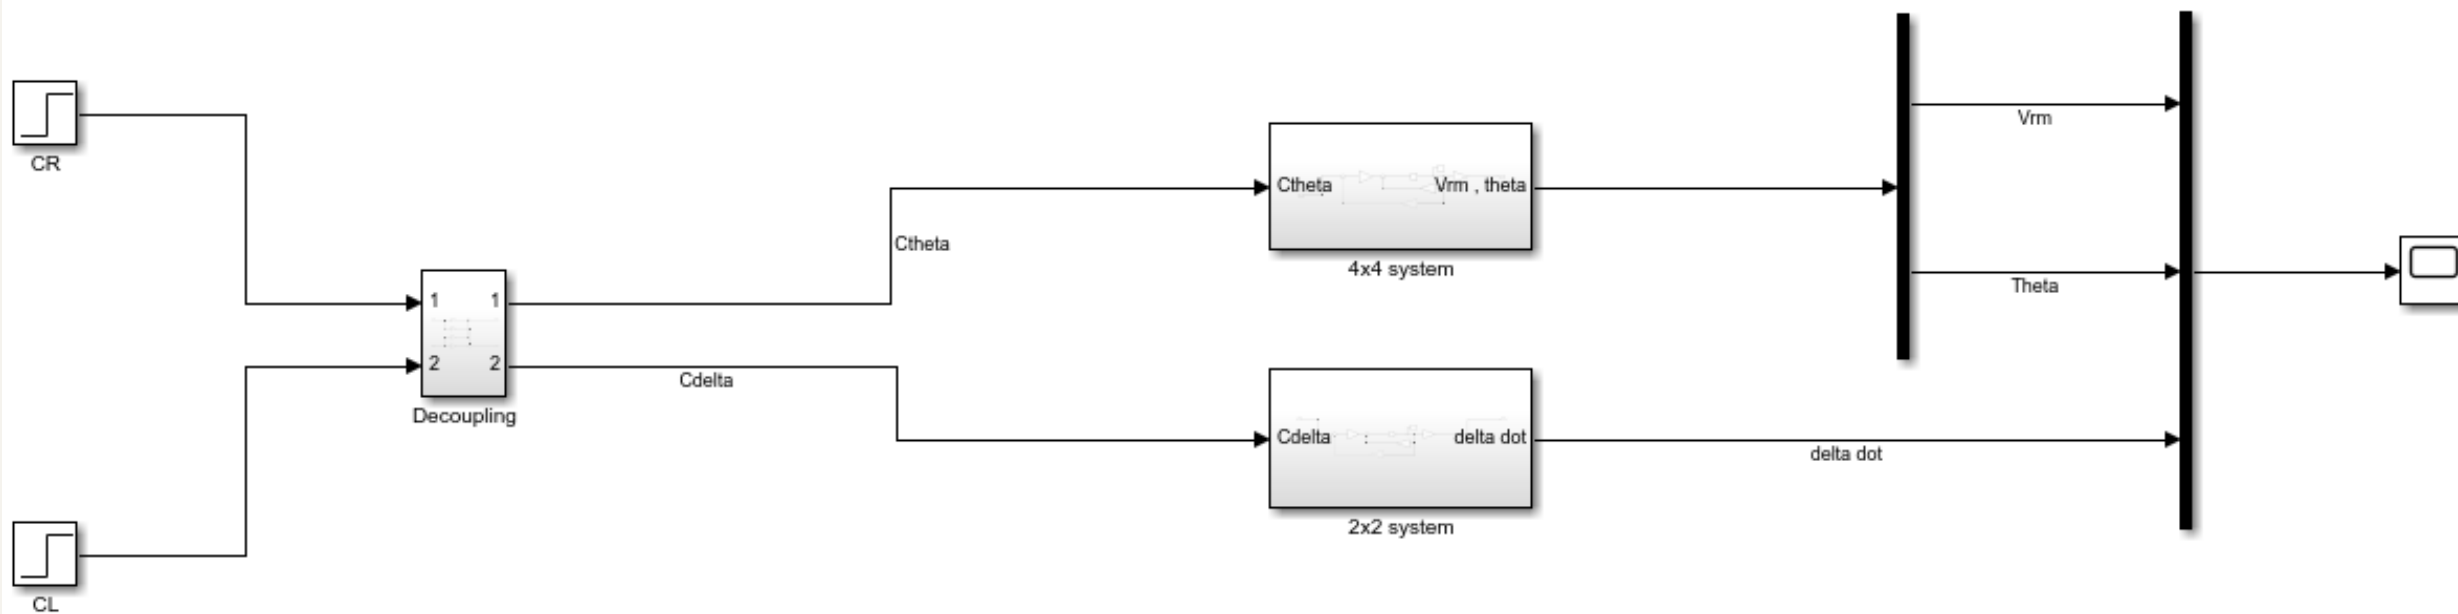 CR
CL
1 1
2 2
Decoupling
Ctheta
Cdelta
Ctheta Vrm , theta
4x4 system
Cdelta delta dot
2x2 system
Vrm
Theta
delta dot